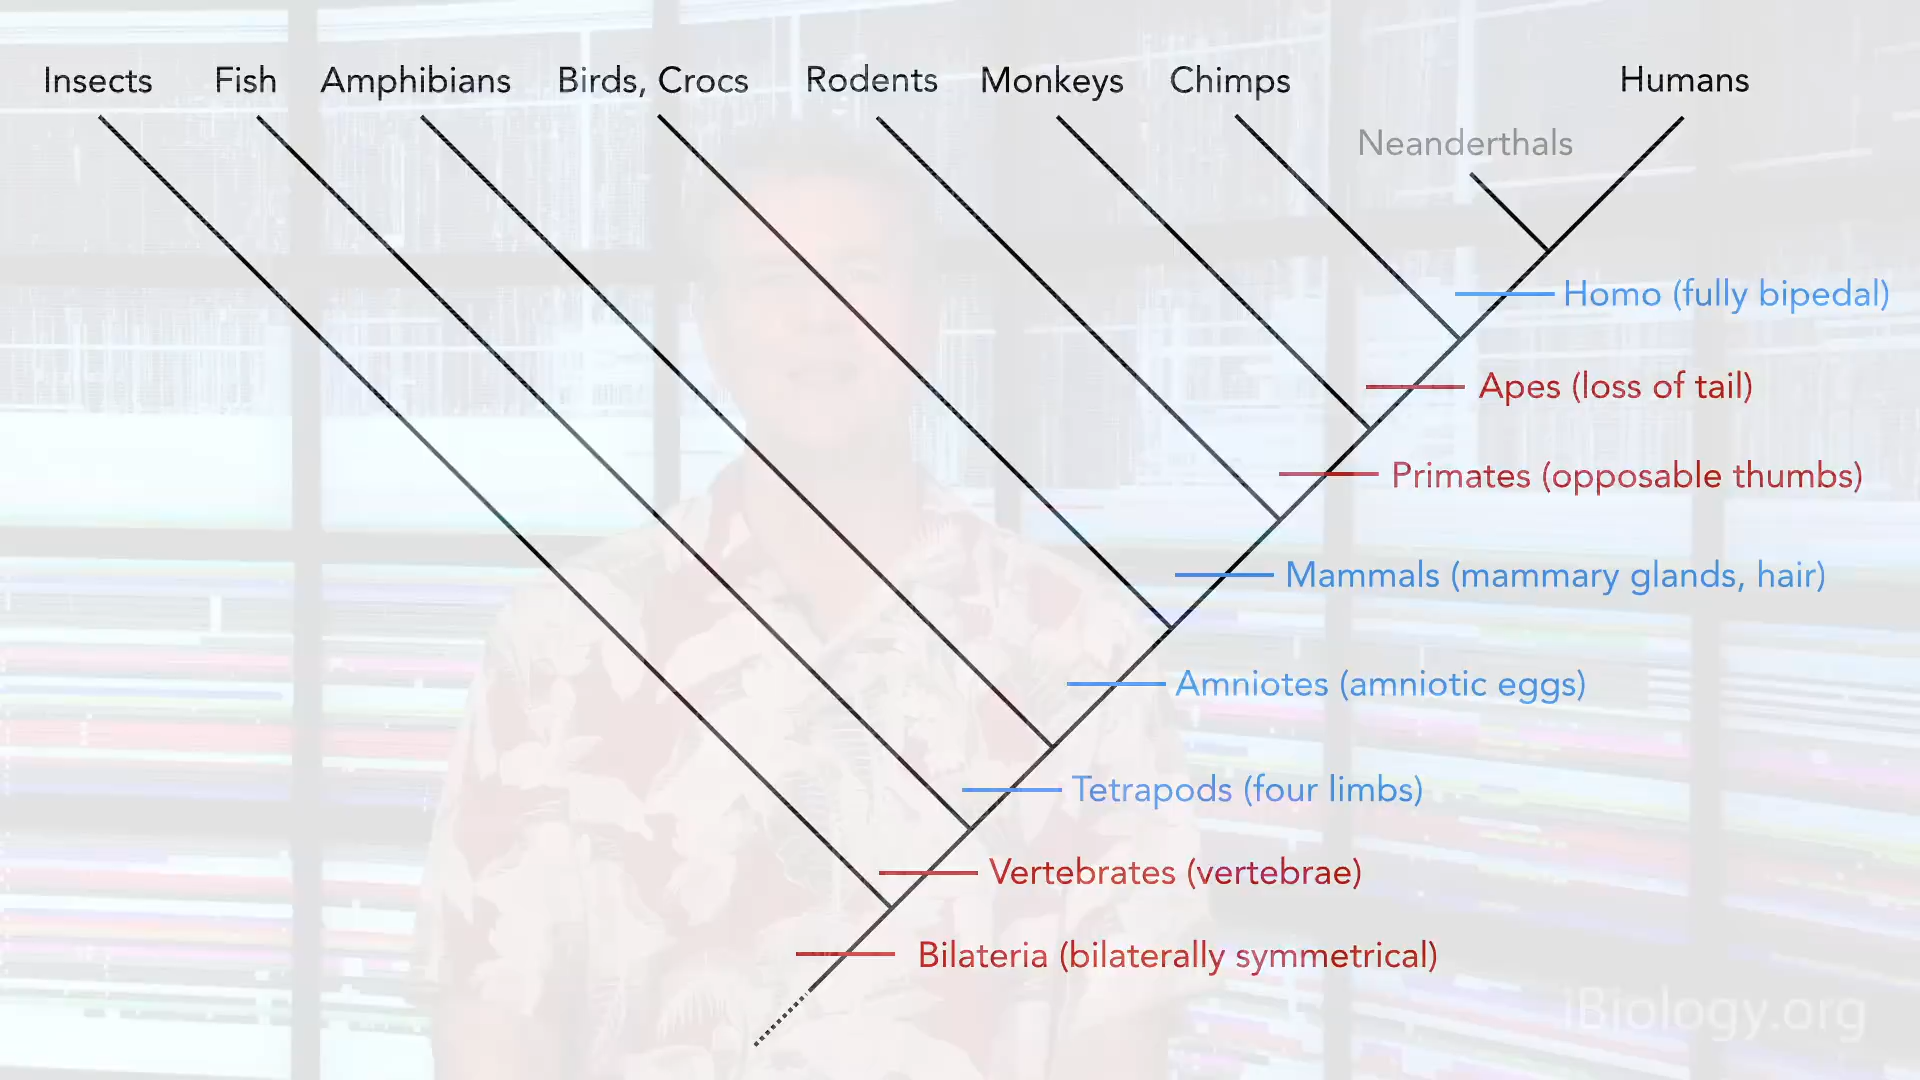 Insects Fish Amphibians Birds, Crocs Rodents Monkeys Chimps Humans
Neanderthals
Homo (fully bipedal)
Apes (loss of tail)
Primates (opposable thumbs)
Mammals (mammary glands, hair)
Amniotes (amniotic eggs)
Tetrapods (four limbs)
Vertebrates (vertebrae)
Bilateria (bilaterally symmetrical)
iBiology.org